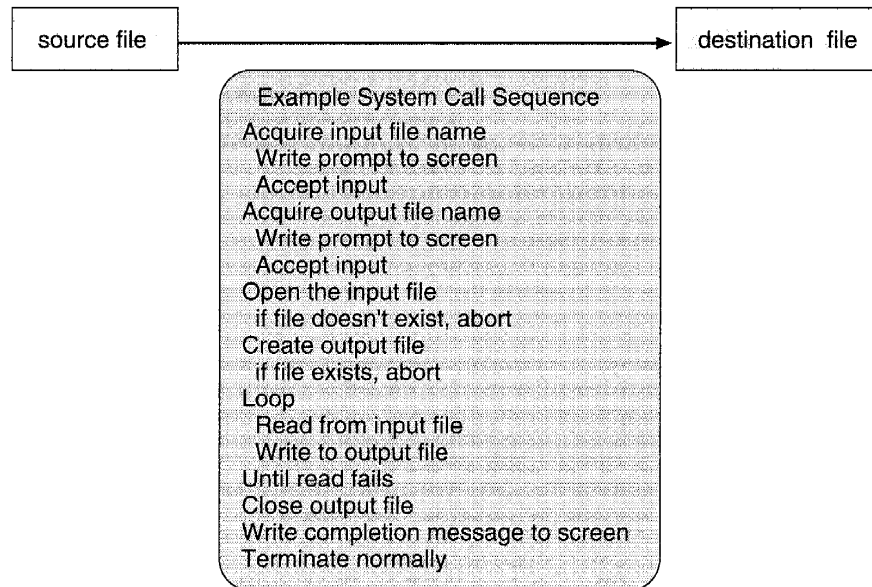 source file
destination file
Example System Call Sequence
Acquire input file name
Write prompt to screen
Accept input
Acquire output file name
Write prompt to screen
Accept input
Open the input file
if file doesn't exist, abort
Create output file
if file exists, abort
Loop
Read from input file
Write to output file
Until read fails
Close output file
Write completion message to screen
Terminate normally